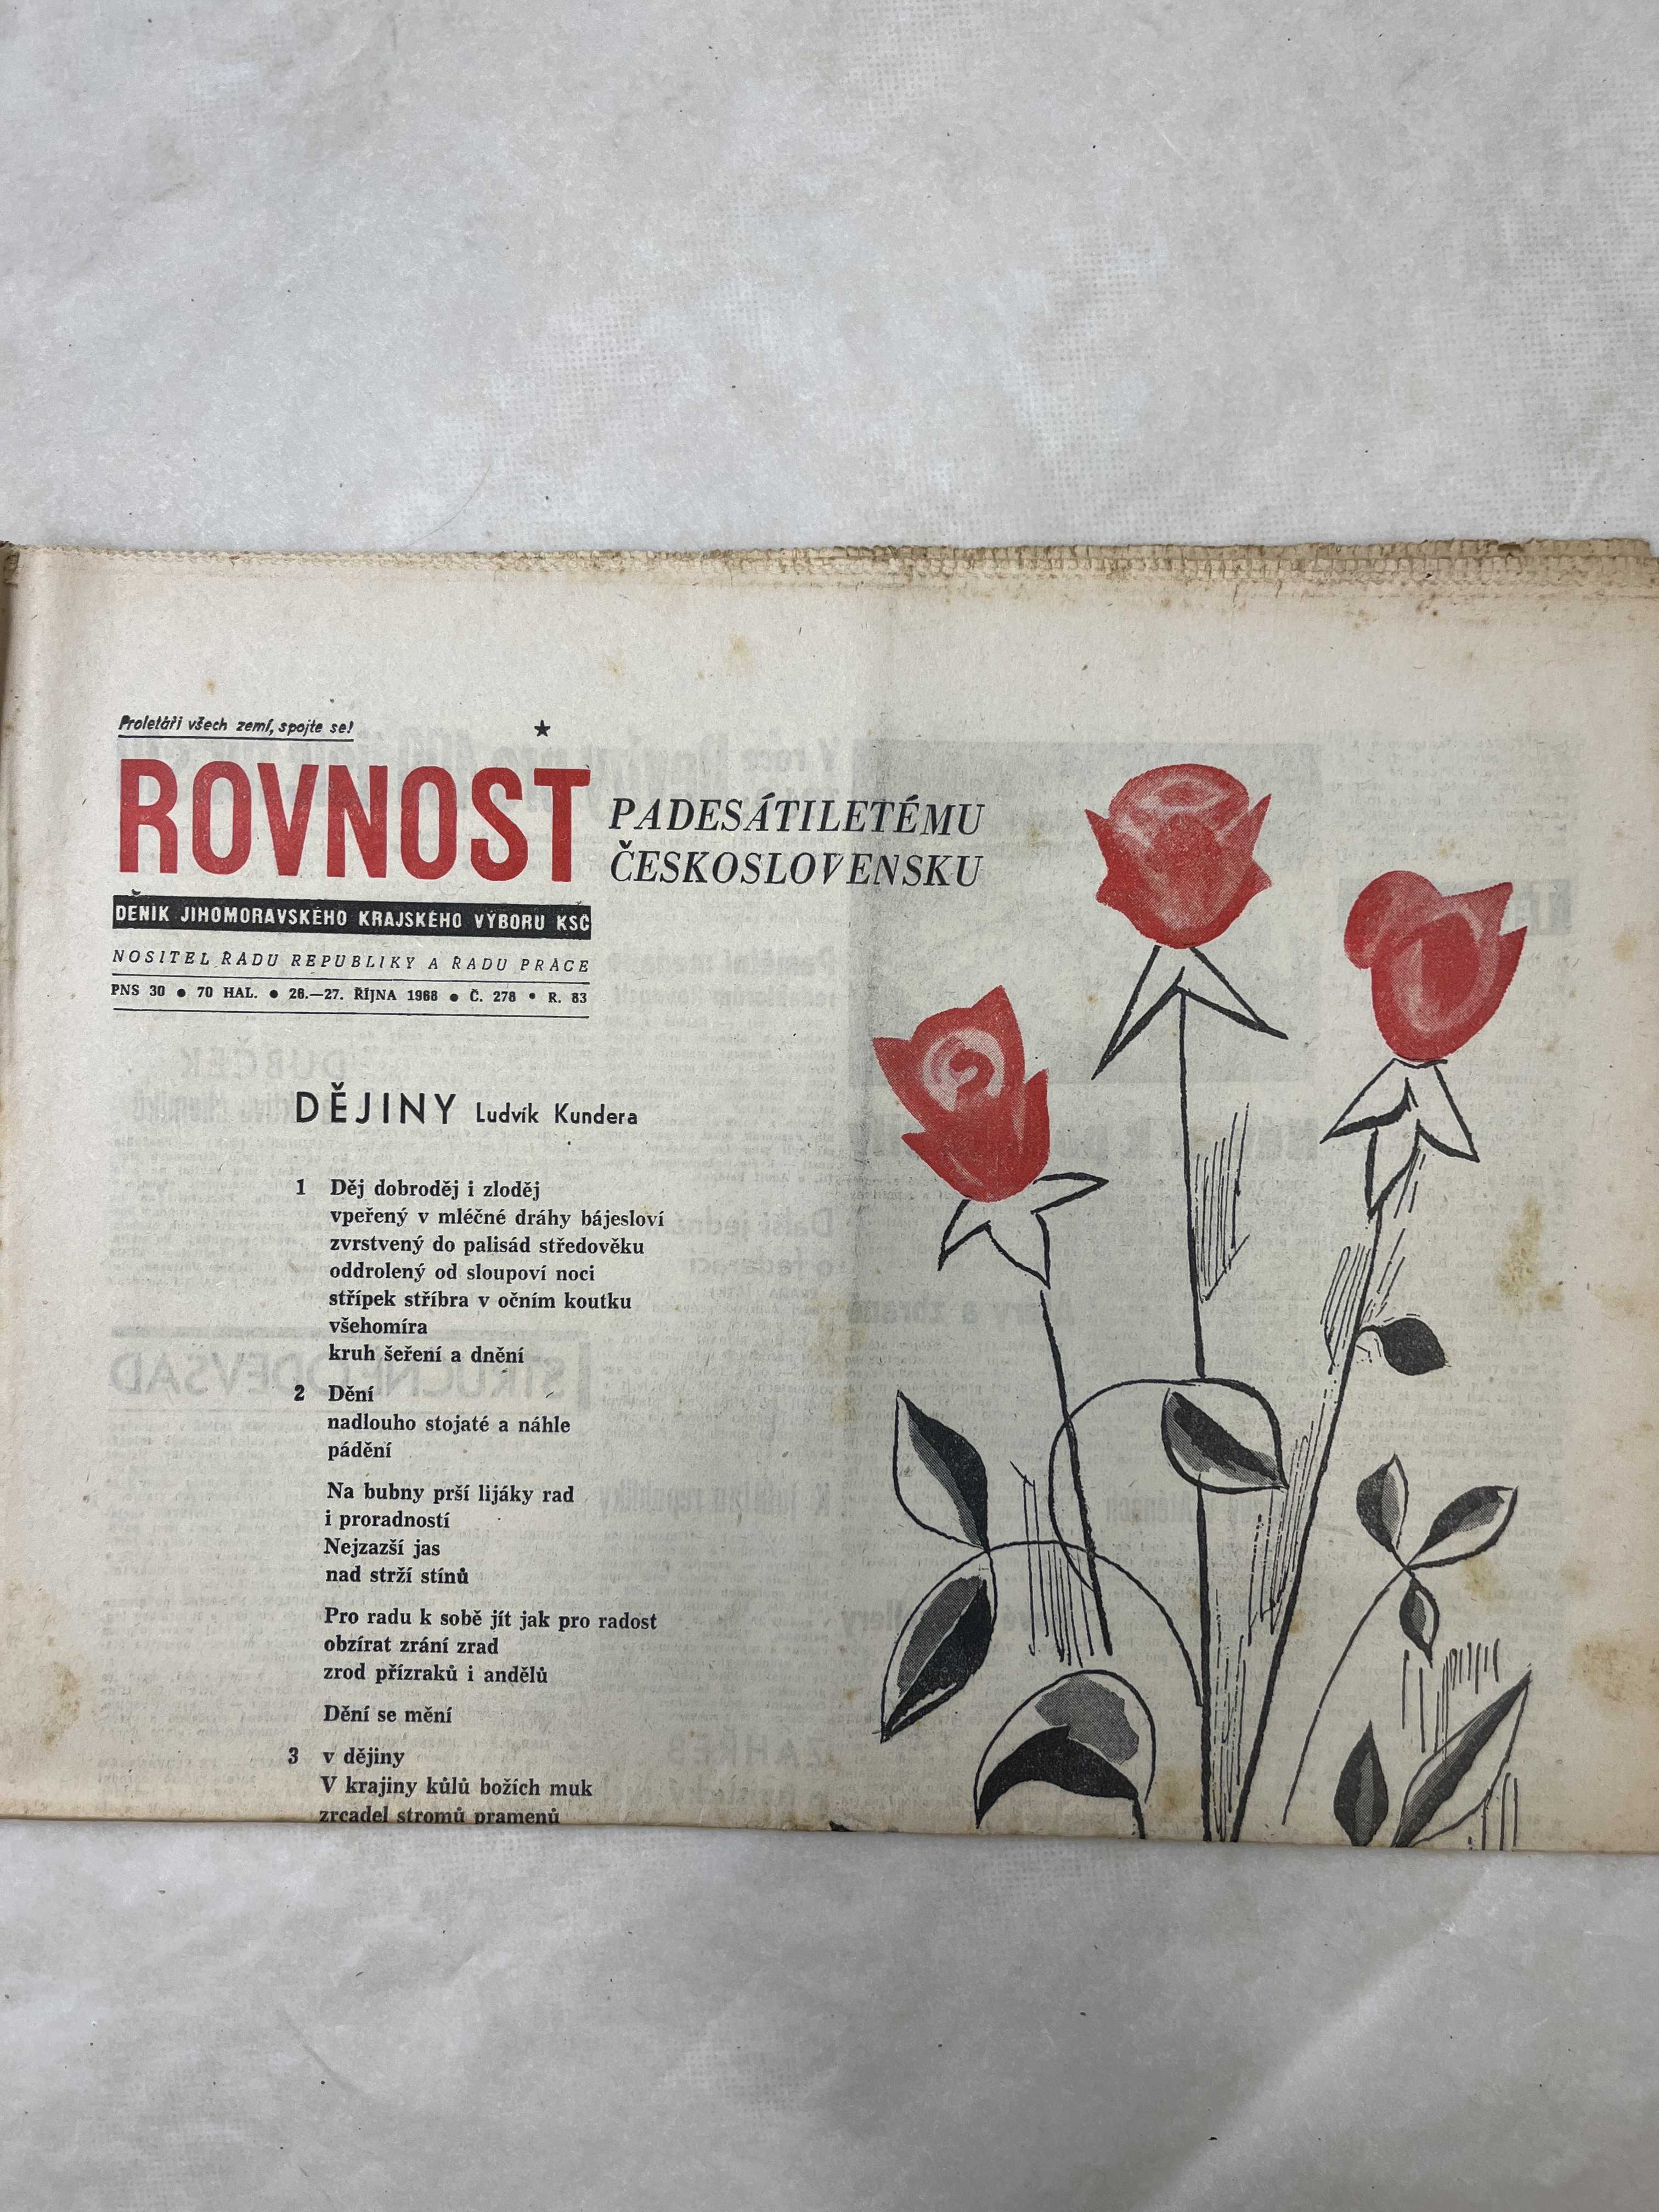 Proletáři všech zemí, spojte se!
ROVNOST
PADESÁTILETÉMU
ČESKOSLOVENSKU
DENÍK JIHOMORAVSKÉHO KRAJSKÉHO VÝBORU KSČ
NOSITEL ŘÁDU REPUBLIKY A ŘÁDU PRÁCE
PNS 30 ● 70 HAL. ● 26.—27. ŘÍJNA 1968 ● Č. 278 • R. 83
DĚJINY Ludvík Kundera
1 Děj dobroděj i zloděj
vpeřený v mléčné dráhy bájesloví
zvrstvený do palisád středověku
oddrolený od sloupoví noci
střípek stříbra v očním koutku
všehomíra
kruh šeření a dnění
2 Dění
nadlouho stojaté a náhle
pádění
Na bubny prší lijáky rad
i proradností
Nejzazší jas
nad strží stínů
Pro radu k sobě jít jak pro radost
obzírat zrání zrad
zrod přízraků i andělů
Dění se mění
3 v dějiny
V krajiny kůlů božích muk
zrcadel stromů pramenů